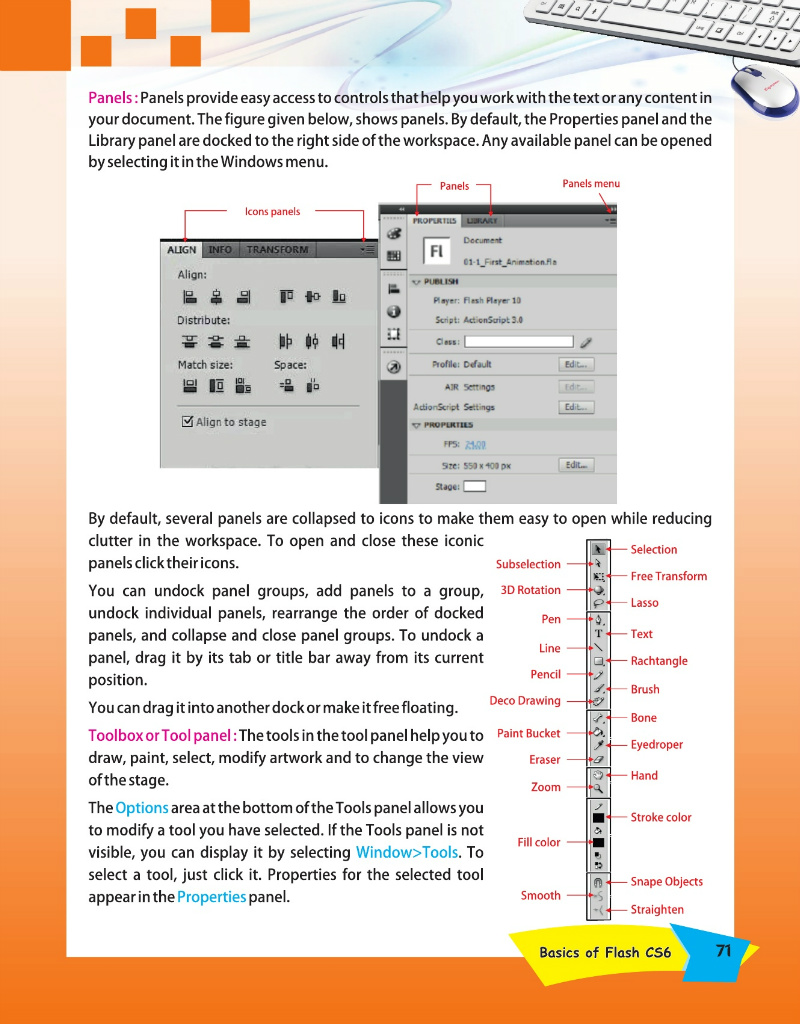 Panels : Panels provide easy access to controls that help you work with the text or any content in
your document. The figure given below, shows panels. By default, the Properties panel and the
Library panel are docked to the right side of the workspace. Any available panel can be opened
by selecting it in the Windows menu.
Panels
Panels menu
Icons panels
ALIGN INFO TRANSFORM
Align:
Distribute:
Match size: Space:
Align to stage
PROPERTIES LIBRARY
Fl
Document
01-1_First_Animation.fla
PUBLISH
Player: Flash Player 10
Script: ActionScript 3.0
Class:
Profile: Default Edit...
AIR Settings Edit...
ActionScript Settings Edit...
PROPERTIES
FPS: 24.00
Size: 550 x 400 px Edit...
Stage:
By default, several panels are collapsed to icons to make them easy to open while reducing
clutter in the workspace. To open and close these iconic
panels click their icons.
You can undock panel groups, add panels to a group,
undock individual panels, rearrange the order of docked
panels, and collapse and close panel groups. To undock a
panel, drag it by its tab or title bar away from its current
position.
You can drag it into another dock or make it free floating.
Toolbox or Tool panel : The tools in the tool panel help you to
draw, paint, select, modify artwork and to change the view
of the stage.
The Options area at the bottom of the Tools panel allows you
to modify a tool you have selected. If the Tools panel is not
visible, you can display it by selecting Window>Tools. To
select a tool, just click it. Properties for the selected tool
appear in the Properties panel.
Selection
Subselection
Free Transform
3D Rotation
Lasso
Pen
T
Text
Line
Rachtangle
Pencil
Brush
Deco Drawing
Bone
Paint Bucket
Eyedroper
Eraser
Hand
Zoom
Stroke color
Fill color
Snape Objects
Smooth
Straighten
Basics of Flash CS6 71